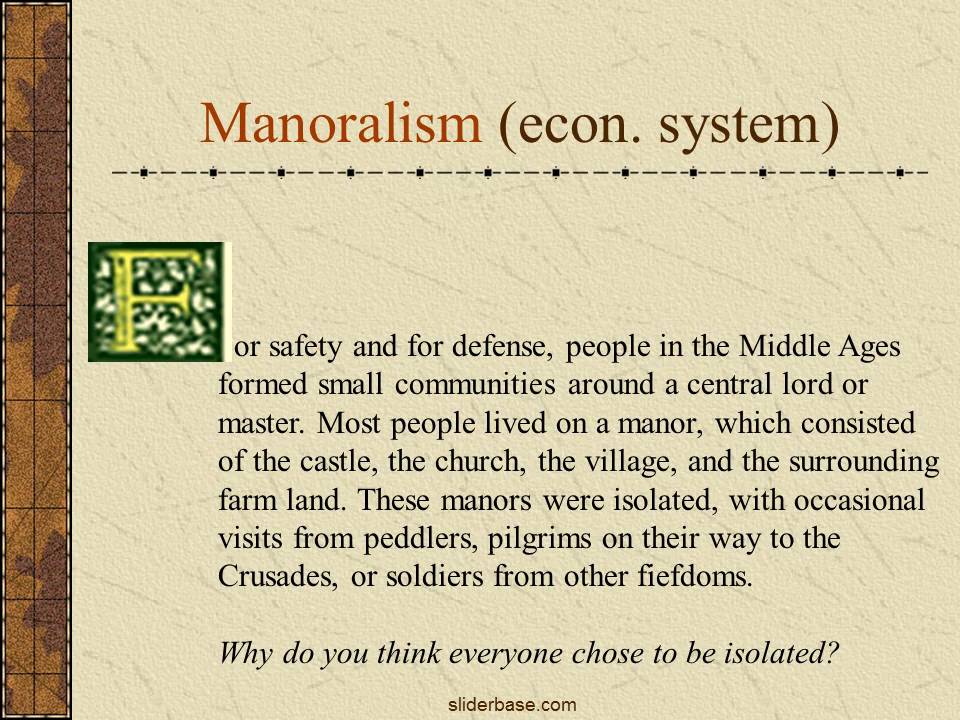 Manoralism (econ. system)
For safety and for defense, people in the Middle Ages
formed small communities around a central lord or
master. Most people lived on a manor, which consisted
of the castle, the church, the village, and the surrounding
farm land. These manors were isolated, with occasional
visits from peddlers, pilgrims on their way to the
Crusades, or soldiers from other fiefdoms.
Why do you think everyone chose to be isolated?
sliderbase.com